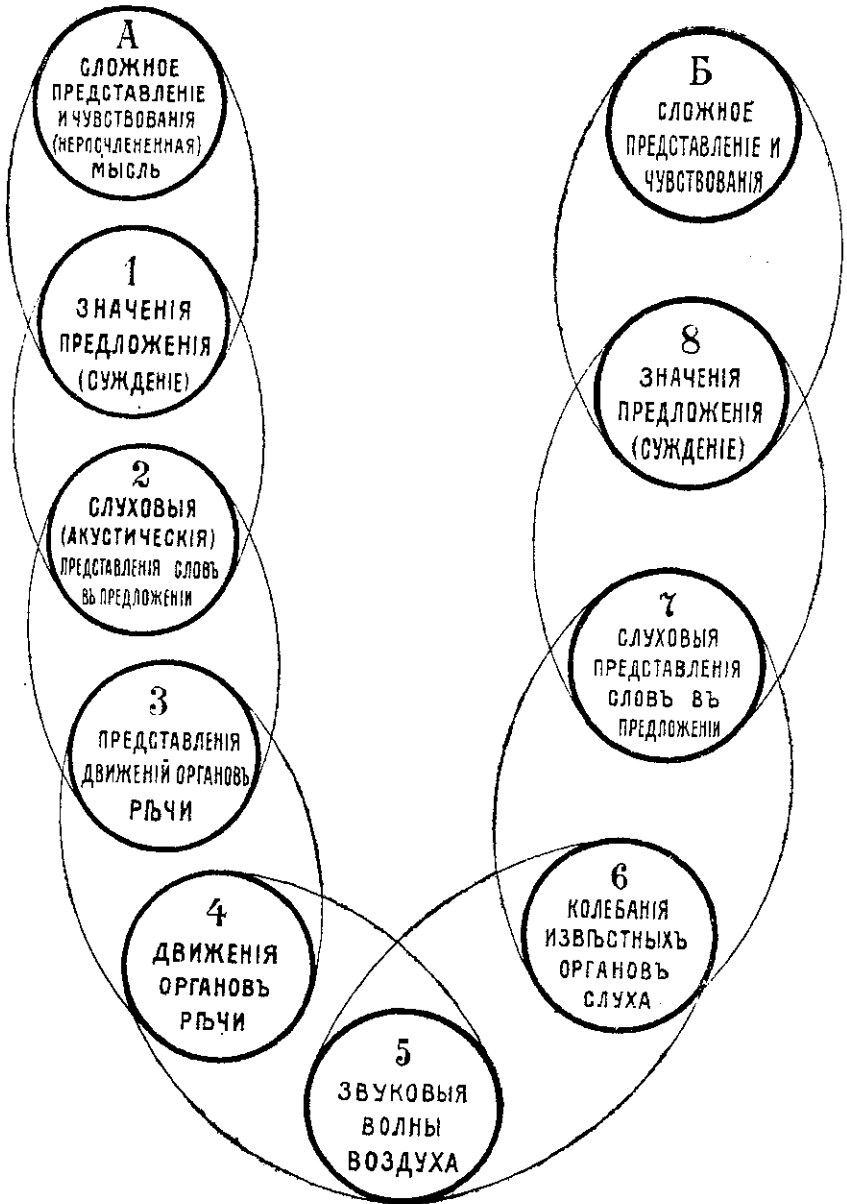 А
СЛОЖНОЕ
ПРЕДСТАВЛЕНІЕ
И ЧУВСТВОВАНІЯ
(НЕРАСЧЛЕНЕННАЯ)
МЫСЛЬ
1
ЗНАЧЕНІЯ
ПРЕДЛОЖЕНІЯ
(СУЖДЕНІЕ)
2
СЛУХОВЫЯ
(АКУСТИЧЕСКІЯ)
ПРЕДСТАВЛЕНІЯ СЛОВЪ
ВЪ ПРЕДЛОЖЕНІИ
3
ПРЕДСТАВЛЕНІЯ
ДВИЖЕНІЙ ОРГАНОВЪ
РѢЧИ
4
ДВИЖЕНІЯ
ОРГАНОВЪ
РѢЧИ
5
ЗВУКОВЫЯ
ВОЛНЫ
ВОЗДУХА
6
КОЛЕБАНІЯ
ИЗВѢСТНЫХЪ
ОРГАНОВЪ
СЛУХА
7
СЛУХОВЫЯ
ПРЕДСТАВЛЕНІЯ
СЛОВЪ ВЪ
ПРЕДЛОЖЕНІИ
8
ЗНАЧЕНІЯ
ПРЕДЛОЖЕНІЯ
(СУЖДЕНІЕ)
Б
СЛОЖНОЕ
ПРЕДСТАВЛЕНІЕ И
ЧУВСТВОВАНІЯ